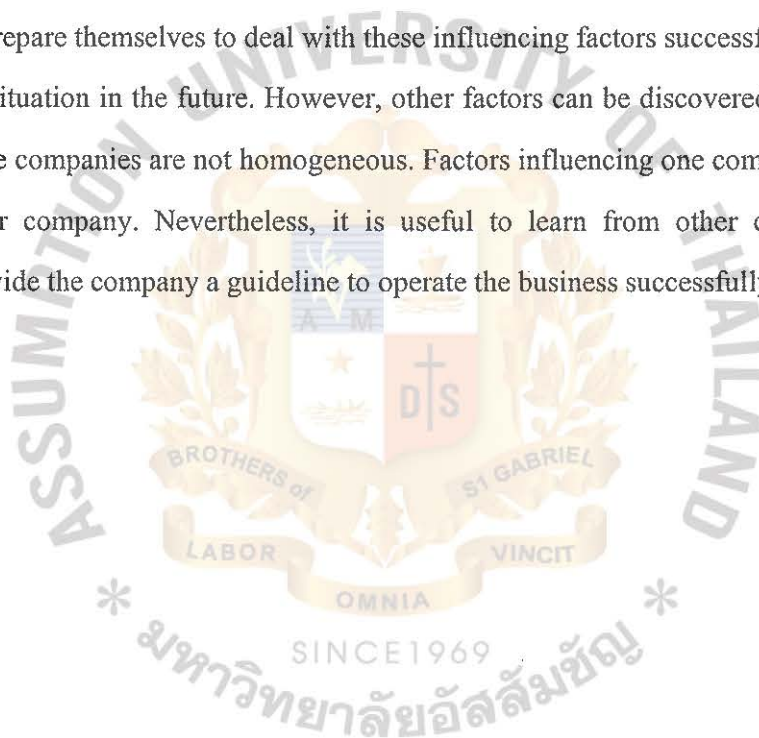 repare themselves to deal with these influencing factors successf
ituation in the future. However, other factors can be discovered
e companies are not homogeneous. Factors influencing one com
r company. Nevertheless, it is useful to learn from other c
vide the company a guideline to operate the business successfully
ASSUMPTION UNIVERSITY OF THAILAND
A M
D S
BROTHERS of ST GABRIEL
LABOR VINCIT
OMNIA
SINCE1969
* มหาวิทยาลัยอัสสัมชัญ *